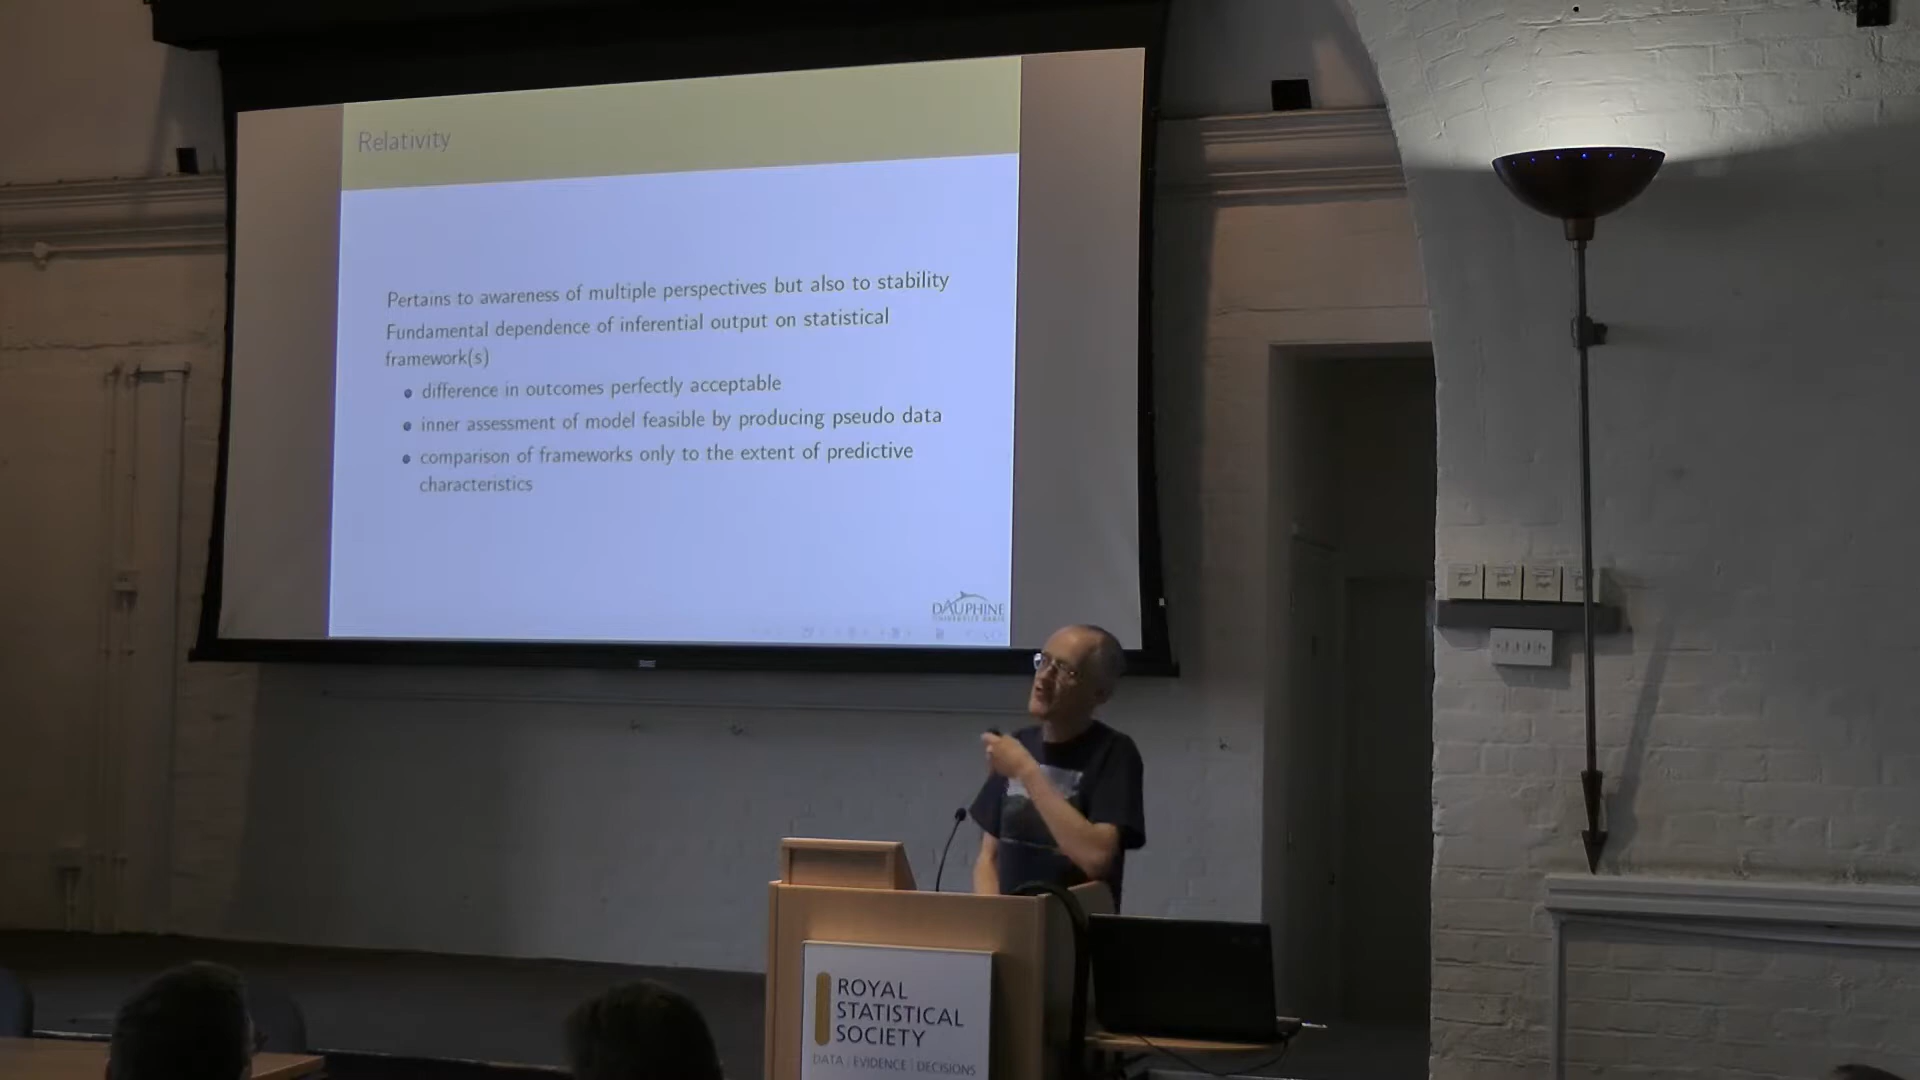 Relativity
Pertains to awareness of multiple perspectives but also to stability
Fundamental dependence of inferential output on statistical
framework(s)
difference in outcomes perfectly acceptable
inner assessment of model feasible by producing pseudo data
comparison of frameworks only to the extent of predictive
characteristics
DAUPHINE
UNIVERSITÉ PARIS
ROYAL
STATISTICAL
SOCIETY
DATA | EVIDENCE | DECISIONS